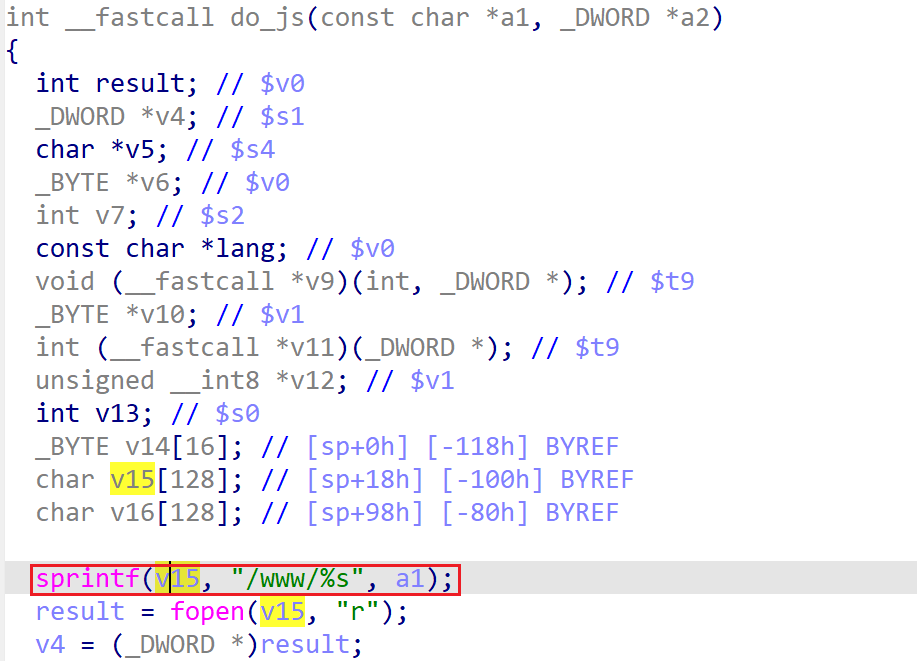 int __fastcall do_js(const char *a1, _DWORD *a2)
{
int result; // $v0
_DWORD *v4; // $s1
char *v5; // $s4
_BYTE *v6; // $v0
int v7; // $s2
const char *lang; // $v0
void (__fastcall *v9)(int, _DWORD *); // $t9
_BYTE *v10; // $v1
int (__fastcall *v11)(_DWORD *); // $t9
unsigned __int8 *v12; // $v1
int v13; // $s0
_BYTE v14[16]; // [sp+0h] [-118h] BYREF
char v15[128]; // [sp+18h] [-100h] BYREF
char v16[128]; // [sp+98h] [-80h] BYREF
sprintf(v15, "/www/%s", a1);
result = fopen(v15, "r");
v4 = (_DWORD *)result;